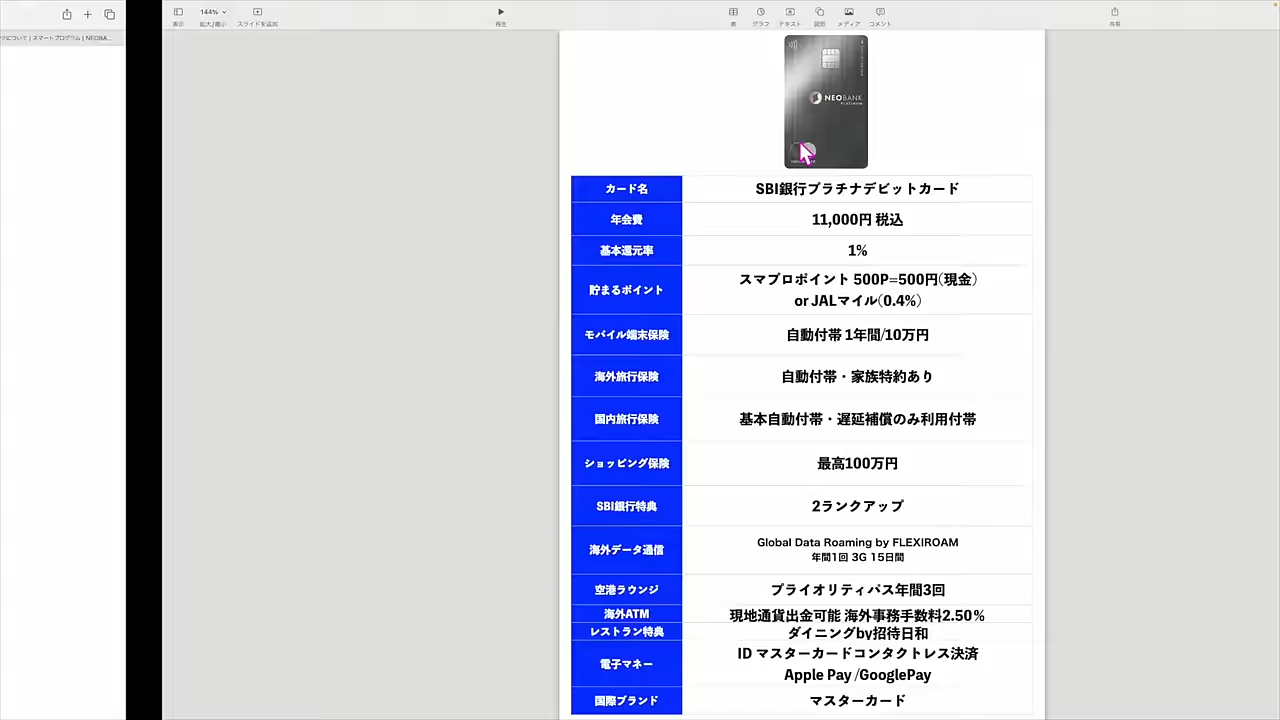 144%
表示
拡大/縮小
スライドを追加
再生
表
グラフ
テキスト
図形
メディア
コメント
共有
クについて | スマートプログラム | NEOBA...
NEOBANK
PLATINUM
カード名
SBI銀行プラチナデビットカード
年会費
11,000円 税込
基本還元率
1%
貯まるポイント
スマプロポイント 500P=500円(現金)
or JALマイル(0.4%)
モバイル端末保険
自動付帯 1年間/10万円
海外旅行保険
自動付帯・家族特約あり
国内旅行保険
基本自動付帯・遅延補償のみ利用付帯
ショッピング保険
最高100万円
SBI銀行特典
2ランクアップ
海外データ通信
Global Data Roaming by FLEXIROAM
年間1回 3G 15日間
空港ラウンジ
プライオリティパス年間3回
海外ATM
現地通貨出金可能 海外事務手数料2.50%
レストラン特典
ダイニングby招待日和
電子マネー
ID マスターカードコンタクトレス決済
Apple Pay /GooglePay
国際ブランド
マスターカード